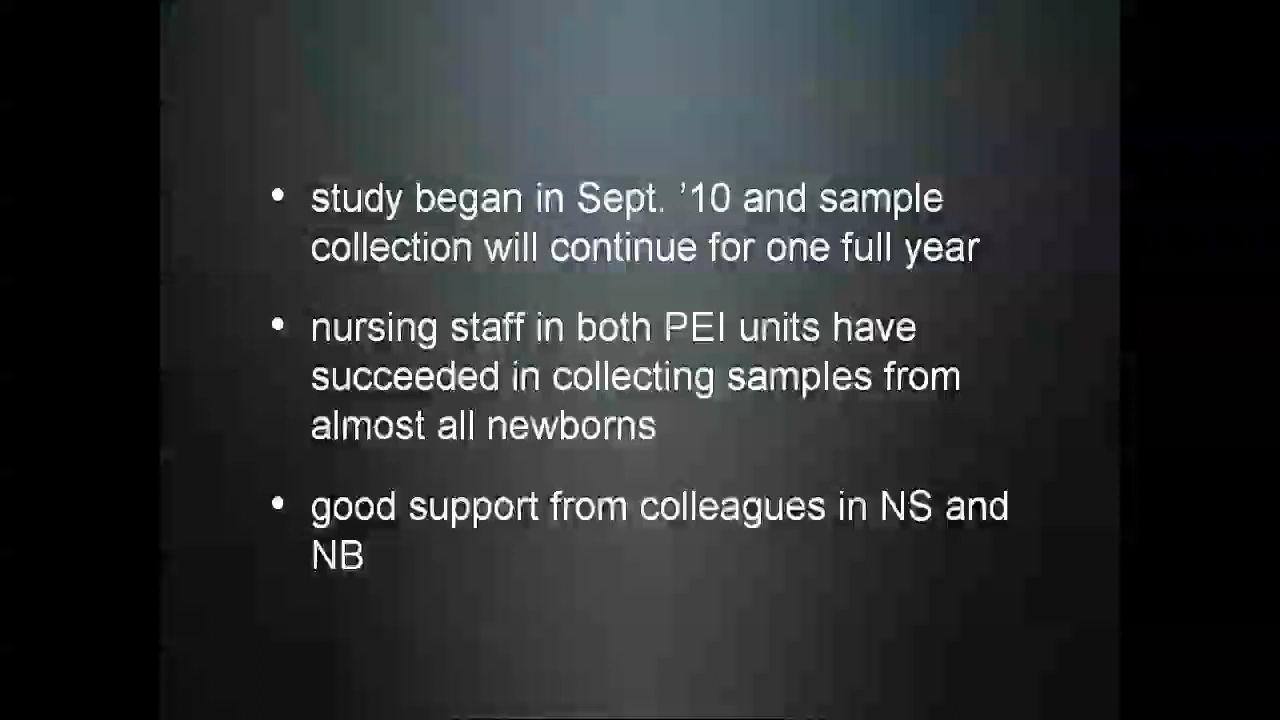 • study began in Sept. ’10 and sample
collection will continue for one full year
• nursing staff in both PEI units have
succeeded in collecting samples from
almost all newborns
• good support from colleagues in NS and
NB